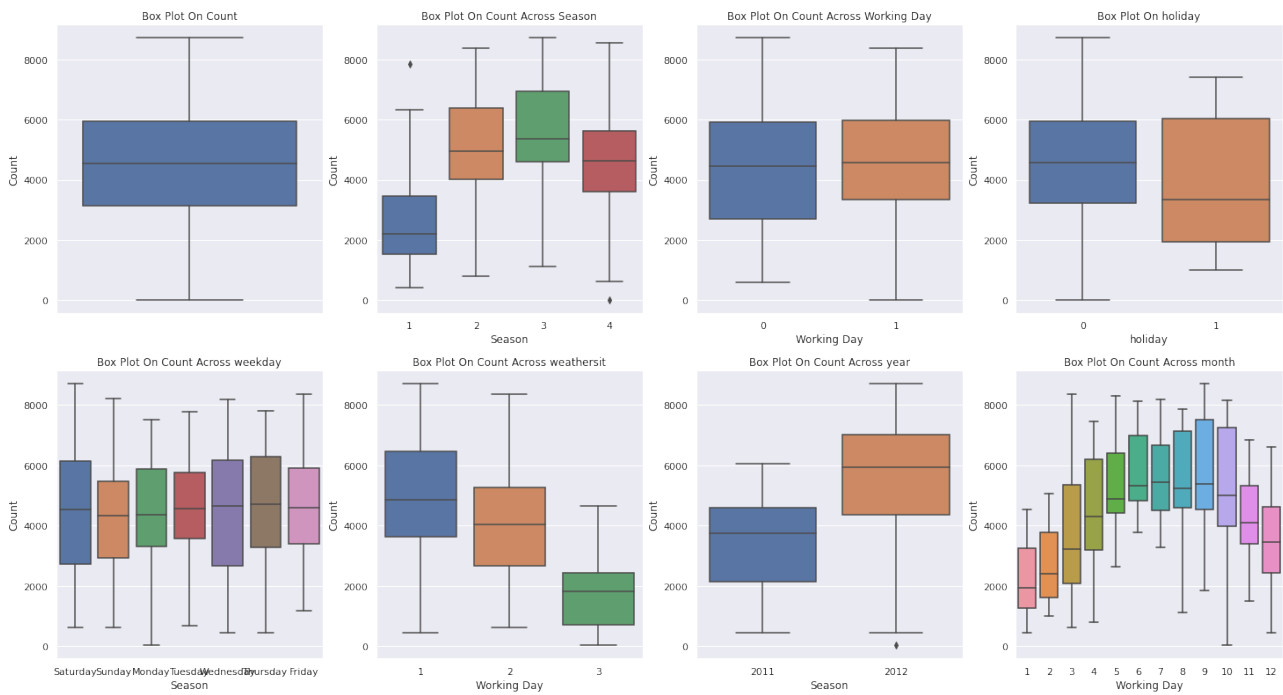 Box Plot On Count
Count
8000
6000
4000
2000
0
Box Plot On Count Across Season
Count
8000
6000
4000
2000
0
1 2 3 4
Season
Box Plot On Count Across Working Day
Count
8000
6000
4000
2000
0
0 1
Working Day
Box Plot On holiday
Count
8000
6000
4000
2000
0
0 1
holiday
Box Plot On Count Across weekday
Count
8000
6000
4000
2000
0
Saturday Sunday Monday Tuesday Wednesday Thursday Friday
Season
Box Plot On Count Across weathersit
Count
8000
6000
4000
2000
0
1 2 3
Working Day
Box Plot On Count Across year
Count
8000
6000
4000
2000
0
2011 2012
Season
Box Plot On Count Across month
Count
8000
6000
4000
2000
0
1 2 3 4 5 6 7 8 9 10 11 12
Working Day